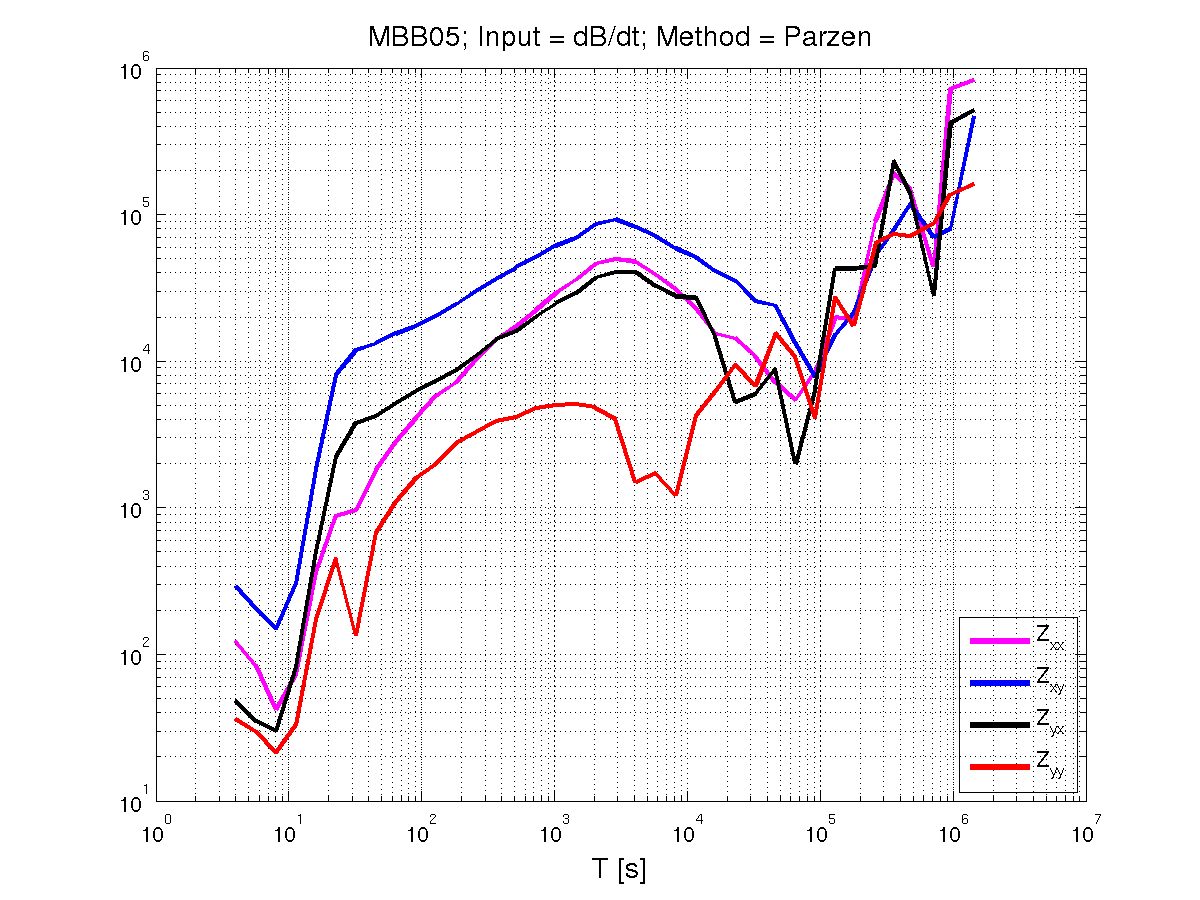 MBB05; Input = dB/dt; Method = Parzen
10^6
10^5
10^4
10^3
10^2
10^1
10^0 10^1 10^2 10^3 10^4 10^5 10^6 10^7
T [s]
Z_xx
Z_xy
Z_yx
Z_yy